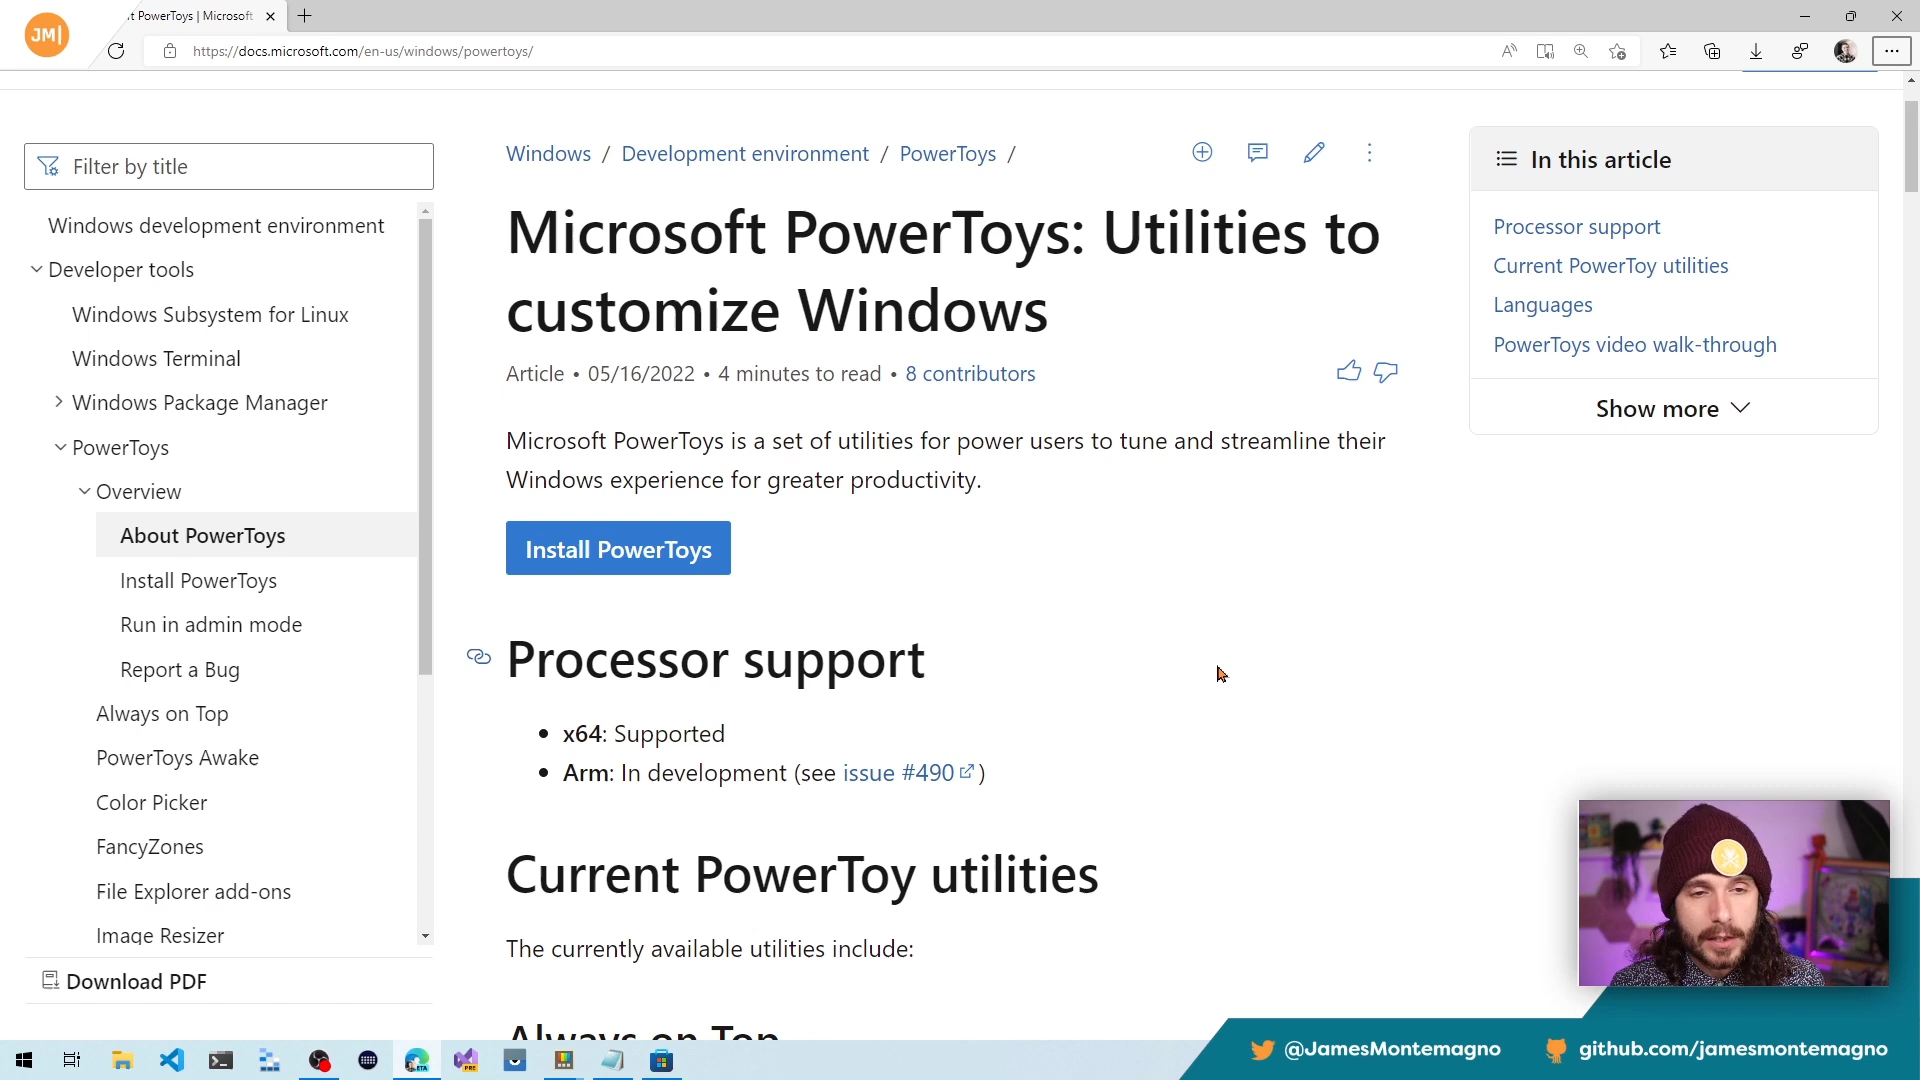 JM|
t PowerToys | Microsoft
https://docs.microsoft.com/en-us/windows/powertoys/
Filter by title
Windows development environment
Developer tools
Windows Subsystem for Linux
Windows Terminal
Windows Package Manager
PowerToys
Overview
About PowerToys
Install PowerToys
Run in admin mode
Report a Bug
Always on Top
PowerToys Awake
Color Picker
FancyZones
File Explorer add-ons
Image Resizer
Download PDF
Windows / Development environment / PowerToys /
Microsoft PowerToys: Utilities to
customize Windows
Article • 05/16/2022 • 4 minutes to read • 8 contributors
Microsoft PowerToys is a set of utilities for power users to tune and streamline their
Windows experience for greater productivity.
Install PowerToys
Processor support
• x64: Supported
• Arm: In development (see issue #490 )
Current PowerToy utilities
The currently available utilities include:
Always on Top
In this article
Processor support
Current PowerToy utilities
Languages
PowerToys video walk-through
Show more
BETA
PRE
@JamesMontemagno
github.com/jamesmontemagno